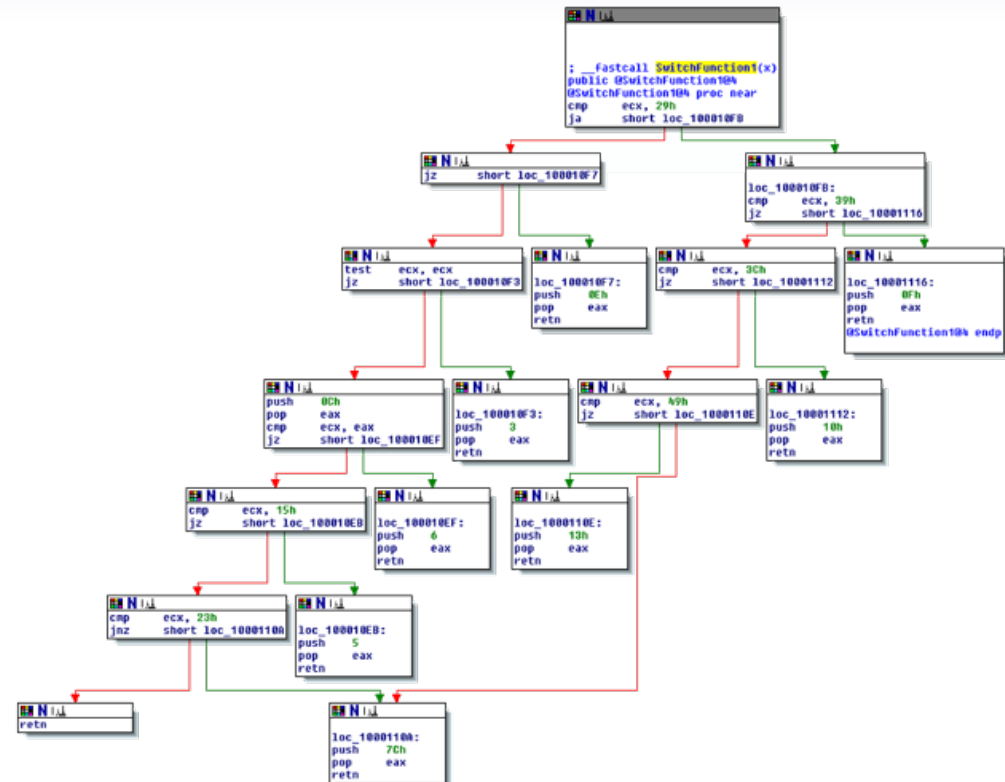 ; __fastcall SwitchFunction1(x)
public @SwitchFunction1@4
@SwitchFunction1@4 proc near
cmp ecx, 29h
ja short loc_100010FB
jz short loc_100010F7
loc_100010FB:
cmp ecx, 39h
jz short loc_10001116
test ecx, ecx
jz short loc_100010F3
loc_100010F7:
push 0Eh
pop eax
retn
cmp ecx, 3Ch
jz short loc_10001112
loc_10001116:
push 0Fh
pop eax
retn
@SwitchFunction1@4 endp
push 0Ch
pop eax
cmp ecx, eax
jz short loc_100010EF
loc_100010F3:
push 3
pop eax
retn
cmp ecx, 49h
jz short loc_1000110E
loc_10001112:
push 10h
pop eax
retn
cmp ecx, 15h
jz short loc_100010EB
loc_100010EF:
push 6
pop eax
retn
loc_1000110E:
push 13h
pop eax
retn
cmp ecx, 23h
jnz short loc_1000110A
loc_100010EB:
push 5
pop eax
retn
retn
loc_1000110A:
push 7Ch
pop eax
retn